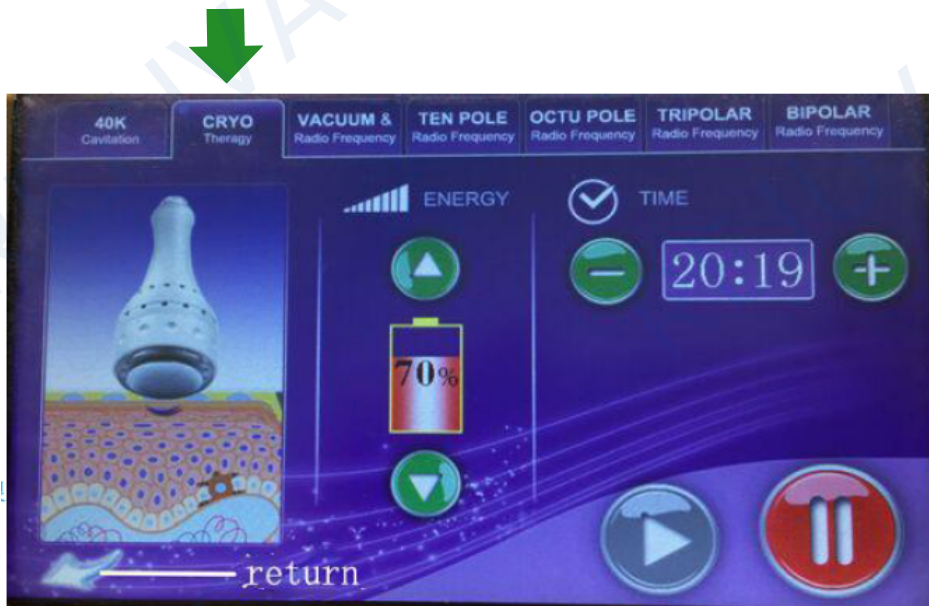 40K
Cavitation
CRYO
Theragy
VACUUM &
Radio Frequency
TEN POLE
Radio Frequency
OCTU POLE
Radio Frequency
TRIPOLAR
Radio Frequency
BIPOLAR
Radio Frequency
ENERGY
TIME
20:19
70%
return